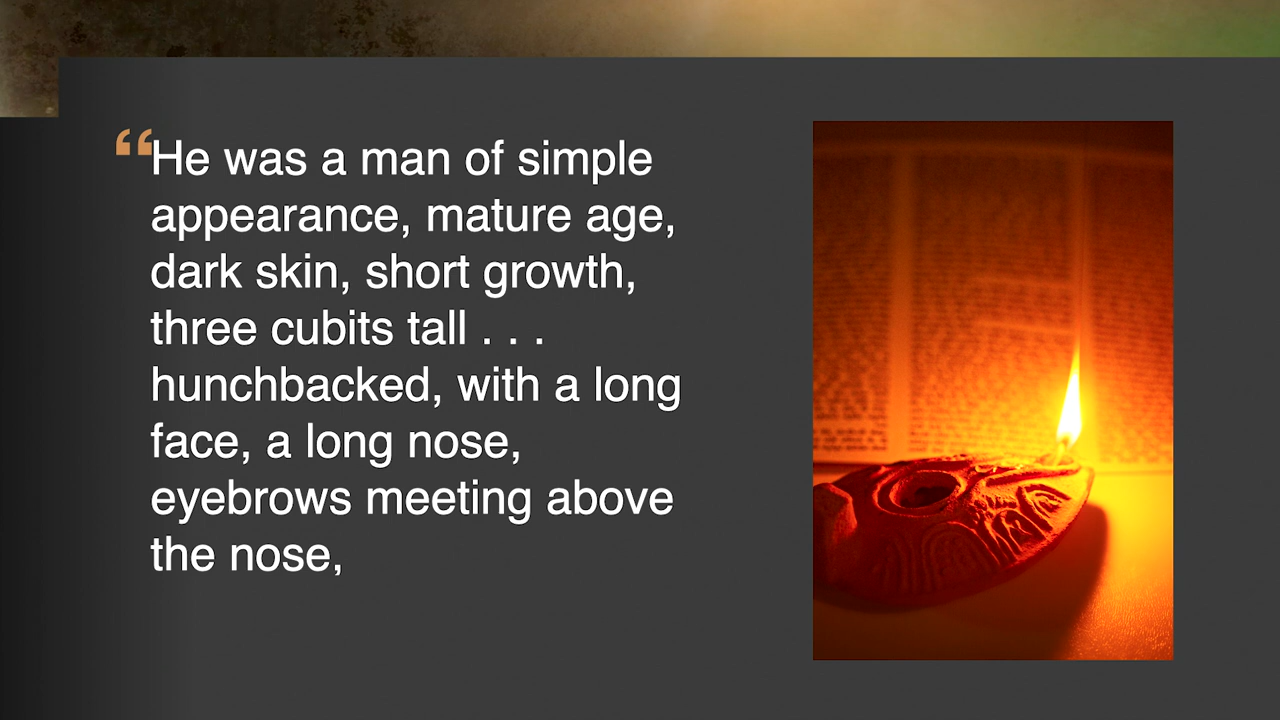 “He was a man of simple
appearance, mature age,
dark skin, short growth,
three cubits tall . . .
hunchbacked, with a long
face, a long nose,
eyebrows meeting above
the nose,